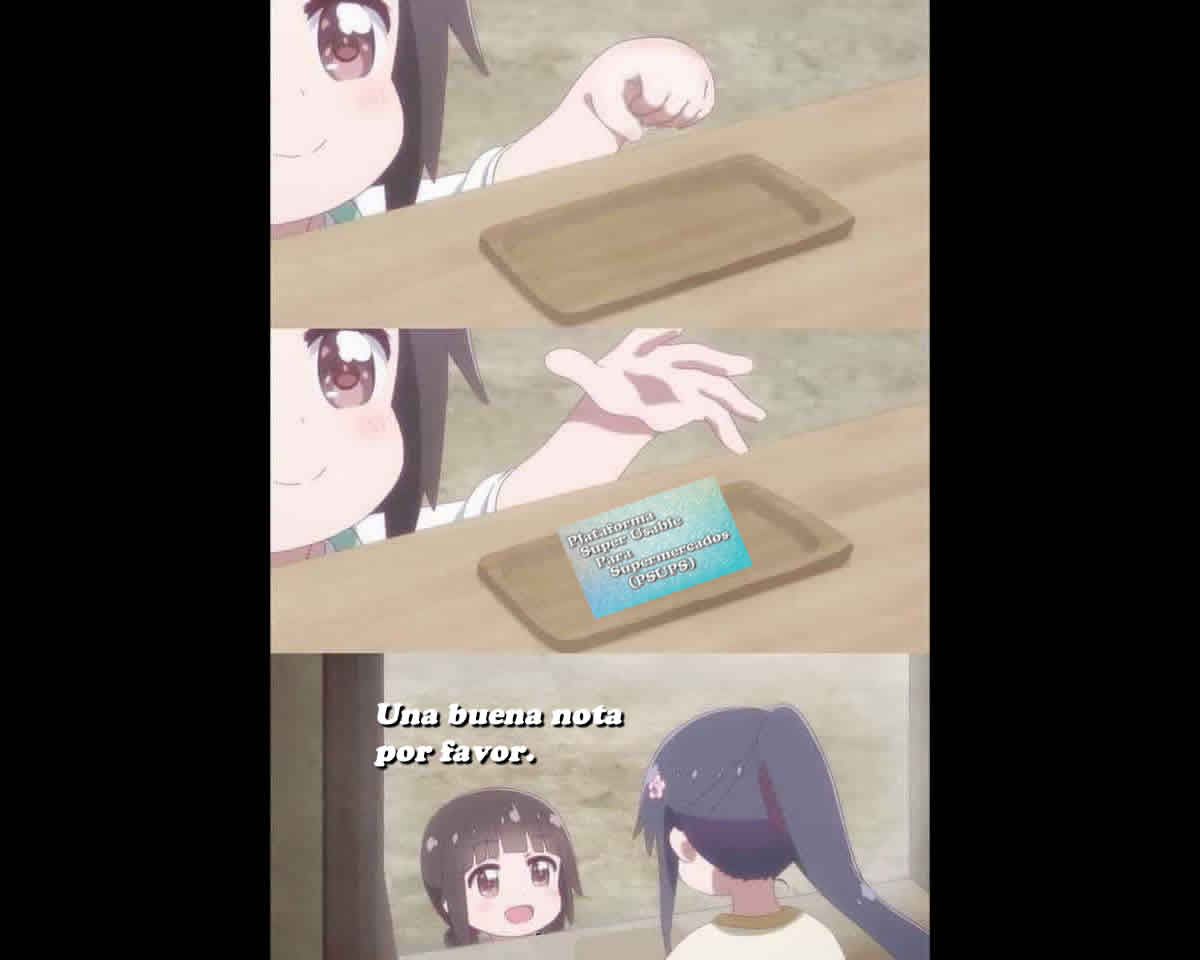 Plataforma
Super Usable
Para
Supermercados
(PSUPS)
Una buena nota
por favor.